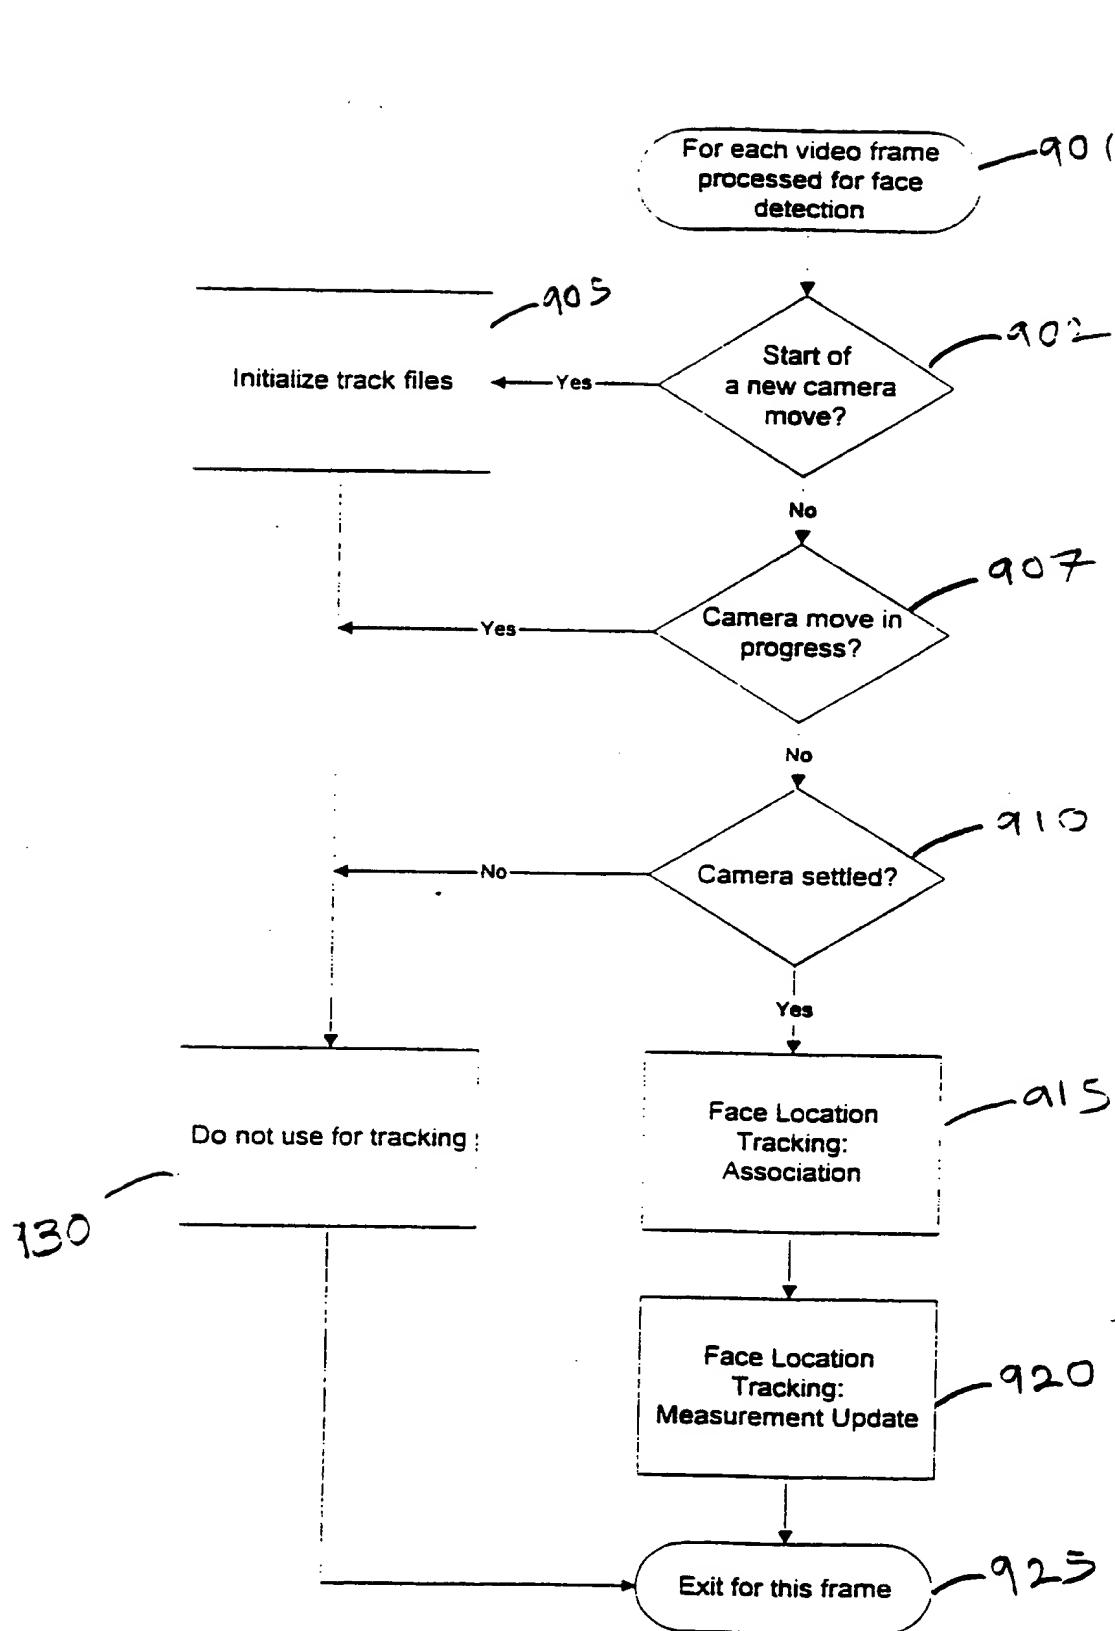 For each video frame
processed for face
detection
901
905
902
Start of
a new camera
move?
Initialize track files
Yes
No
907
Camera move in
progress?
Yes
No
910
Camera settled?
No
Yes
915
Face Location
Tracking:
Association
Do not use for tracking
130
Face Location
Tracking:
Measurement Update
920
Exit for this frame
925